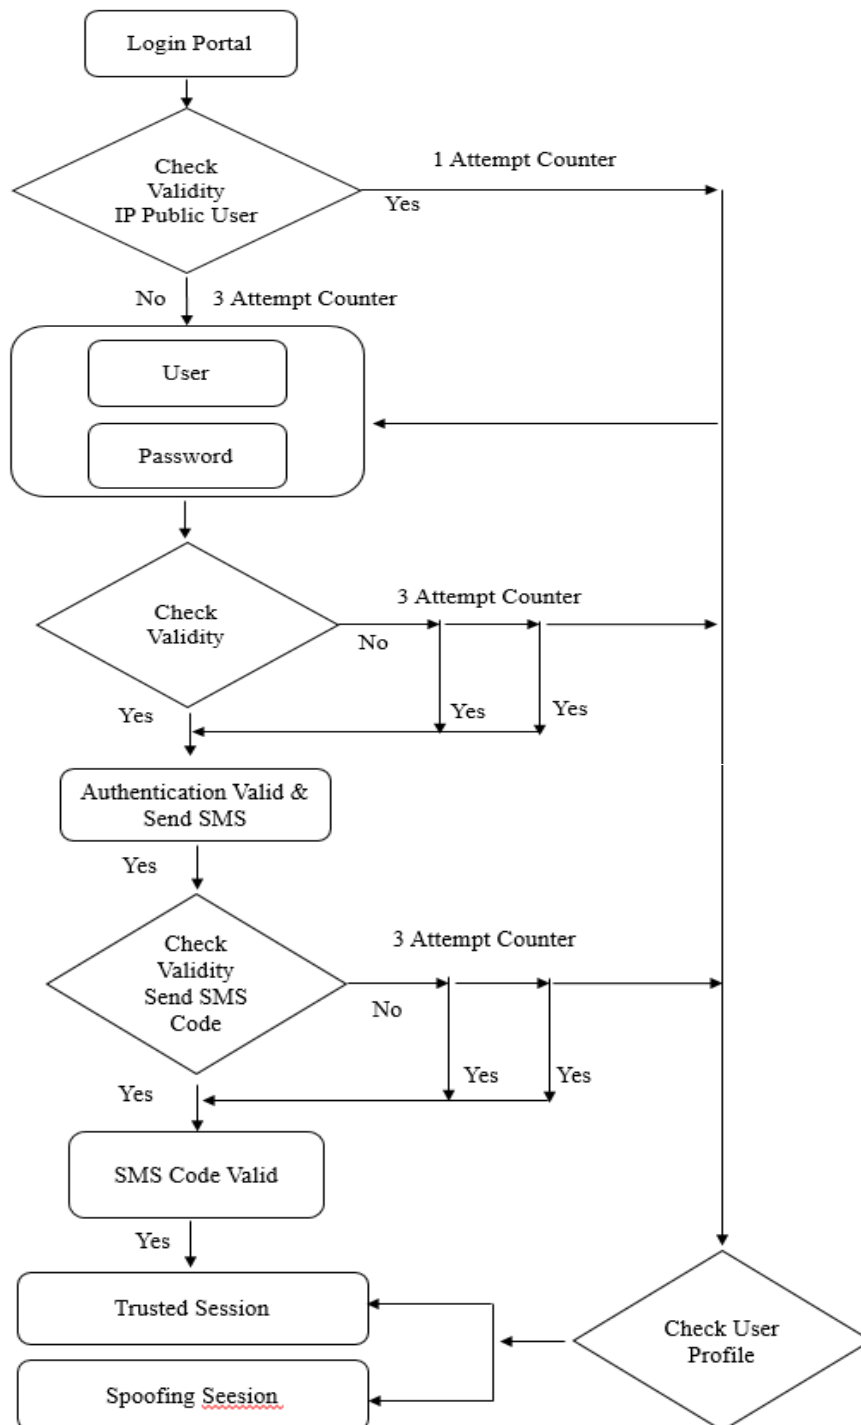 Login Portal
Check
Validity
IP Public User
1 Attempt Counter
Yes
No
3 Attempt Counter
User
Password
Check
Validity
3 Attempt Counter
No
Yes
Yes
Yes
Authentication Valid &
Send SMS
Yes
Check
Validity
Send SMS
Code
3 Attempt Counter
No
Yes
Yes
Yes
SMS Code Valid
Yes
Trusted Session
Check User
Profile
Spoofing Seesion